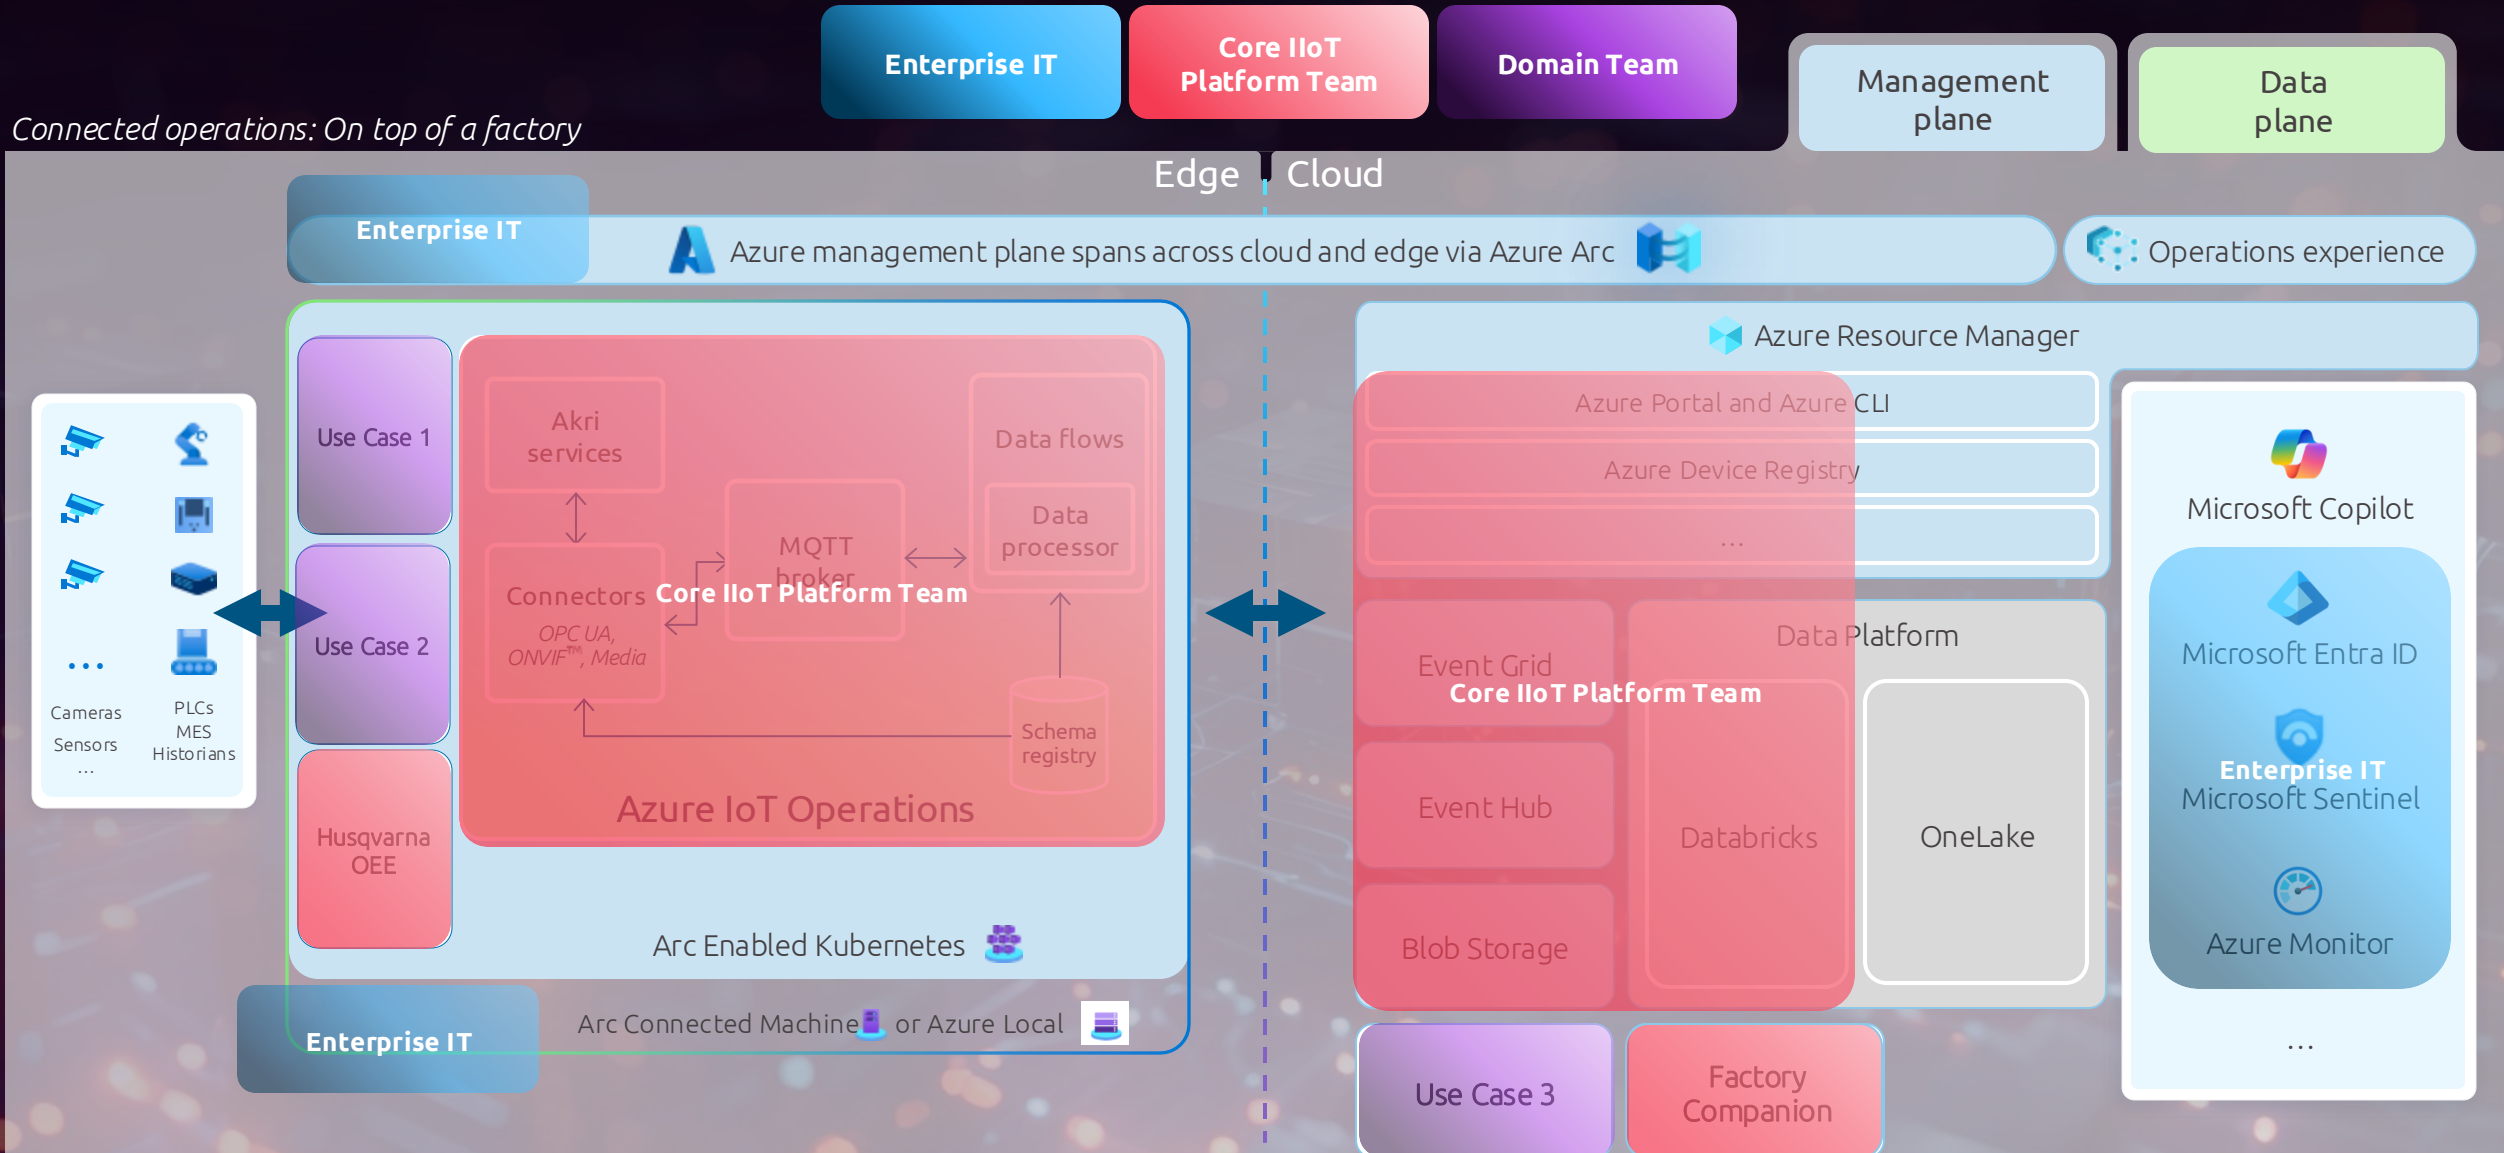 Enterprise IT
Core IIoT
Platform Team
Domain Team
Management
plane
Data
plane
Connected operations: On top of a factory
Edge
Cloud
Enterprise IT
Azure management plane spans across cloud and edge via Azure Arc
Operations experience
Cameras
Sensors
...
PLCs
MES
Historians
...
Use Case 1
Use Case 2
Husqvarna
OEE
Akri
services
Connectors
OPC UA,
ONVIF™, Media
MQTT
broker
Core IIoT Platform Team
Data flows
Data
processor
Schema
registry
Azure IoT Operations
Arc Enabled Kubernetes
Enterprise IT
Arc Connected Machine or Azure Local
Azure Resource Manager
Azure Portal and Azure CLI
Azure Device Registry
...
Event Grid
Core IIoT Platform Team
Event Hub
Blob Storage
Data Platform
Databricks
OneLake
Use Case 3
Factory
Companion
Microsoft Copilot
Microsoft Entra ID
Enterprise IT
Microsoft Sentinel
Azure Monitor
...